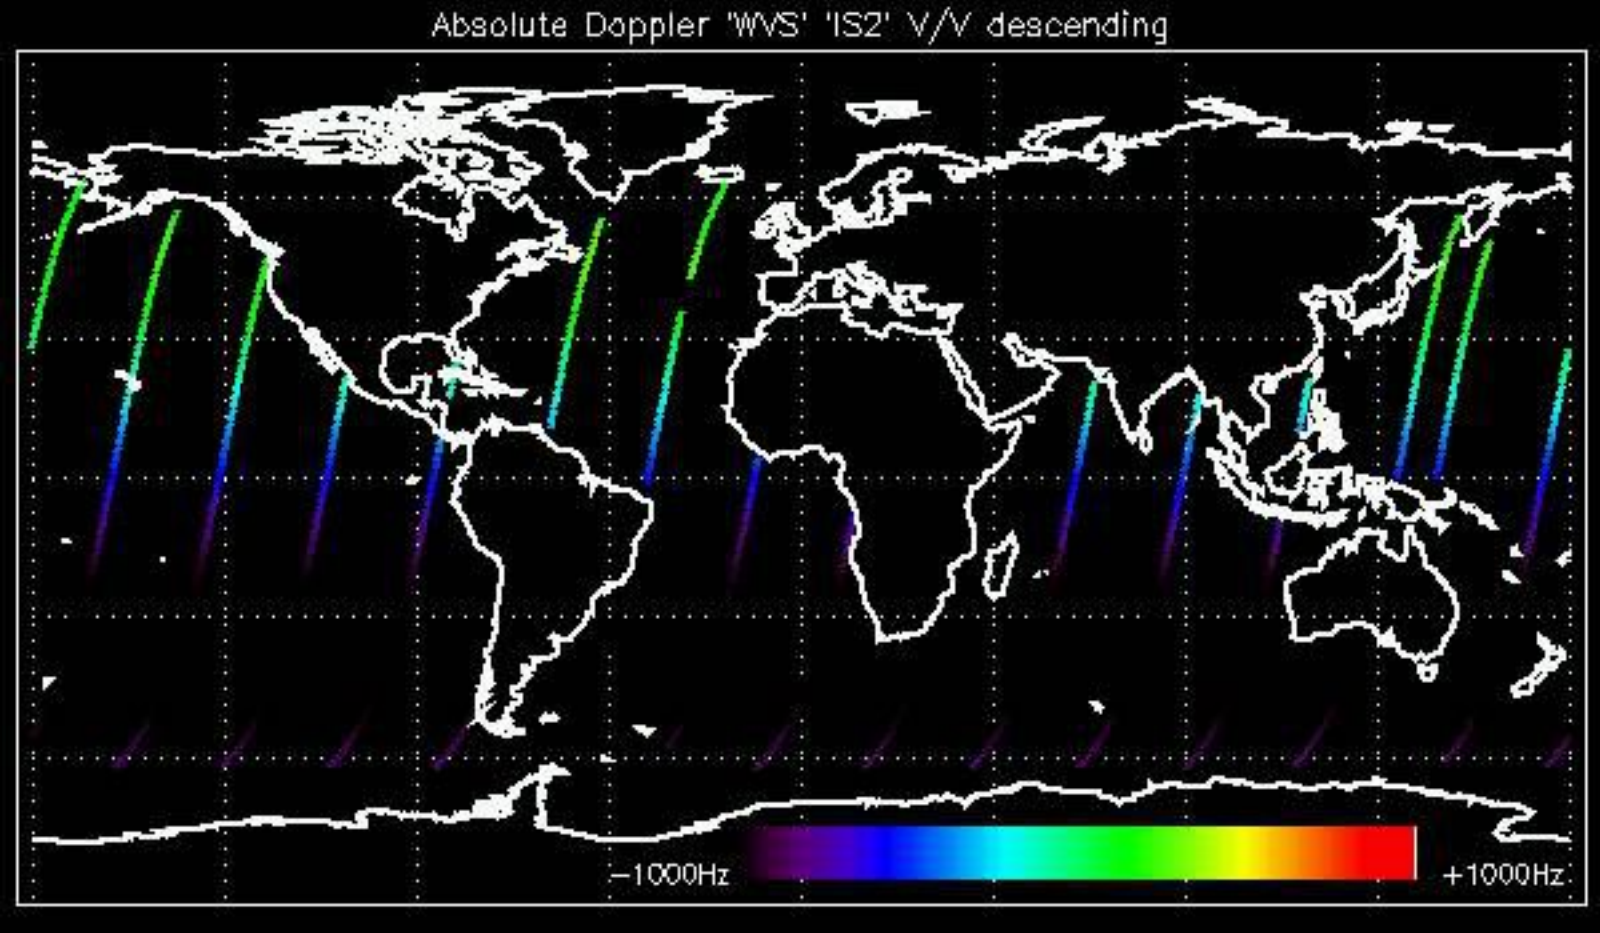 Absolute Doppler 'WVS' 'IS2' V/V descending
−1000Hz +1000Hz